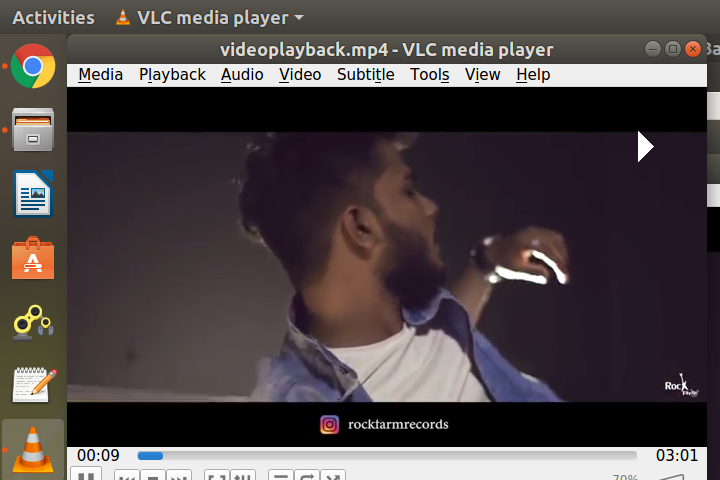 Activities
VLC media player
videoplayback.mp4 - VLC media player
Media Playback Audio Video Subtitle Tools View Help
Rock
rockfarmrecords
00:09
03:01
70%